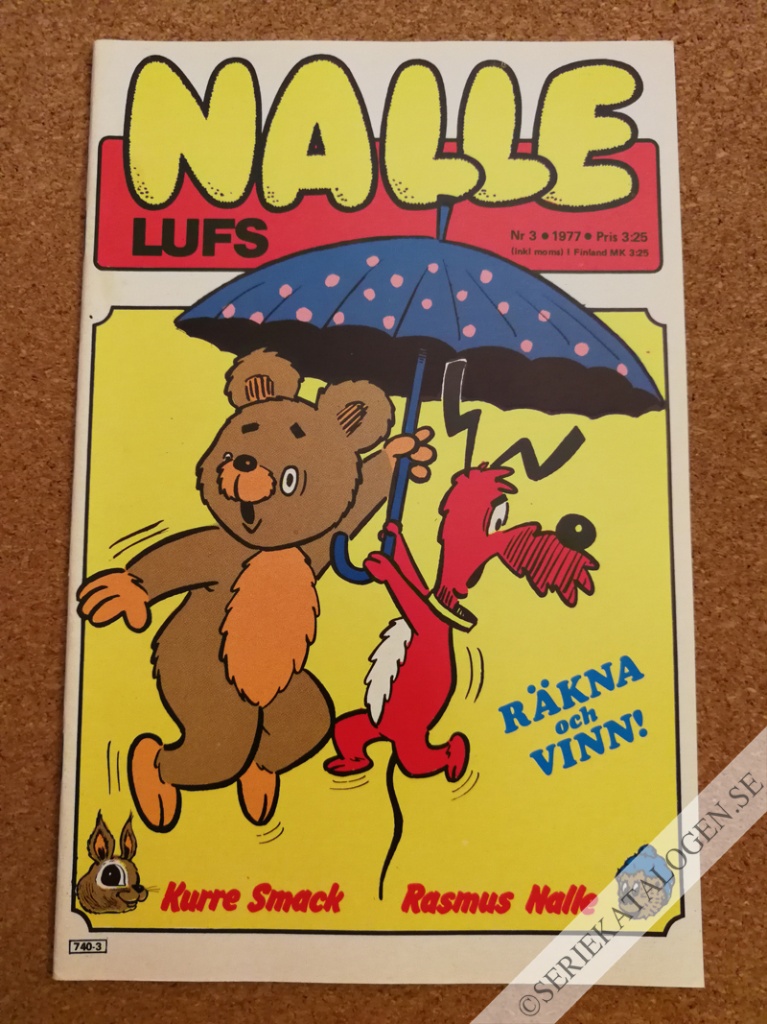 NALLE
LUFS
Nr 3 • 1977 • Pris 3:25
(inkl moms) I Finland MK 3:25
RÄKNA
och
VINN!
Kurre Smack
Rasmus Nalle
740-3
©SERIEKATALOGEN.SE